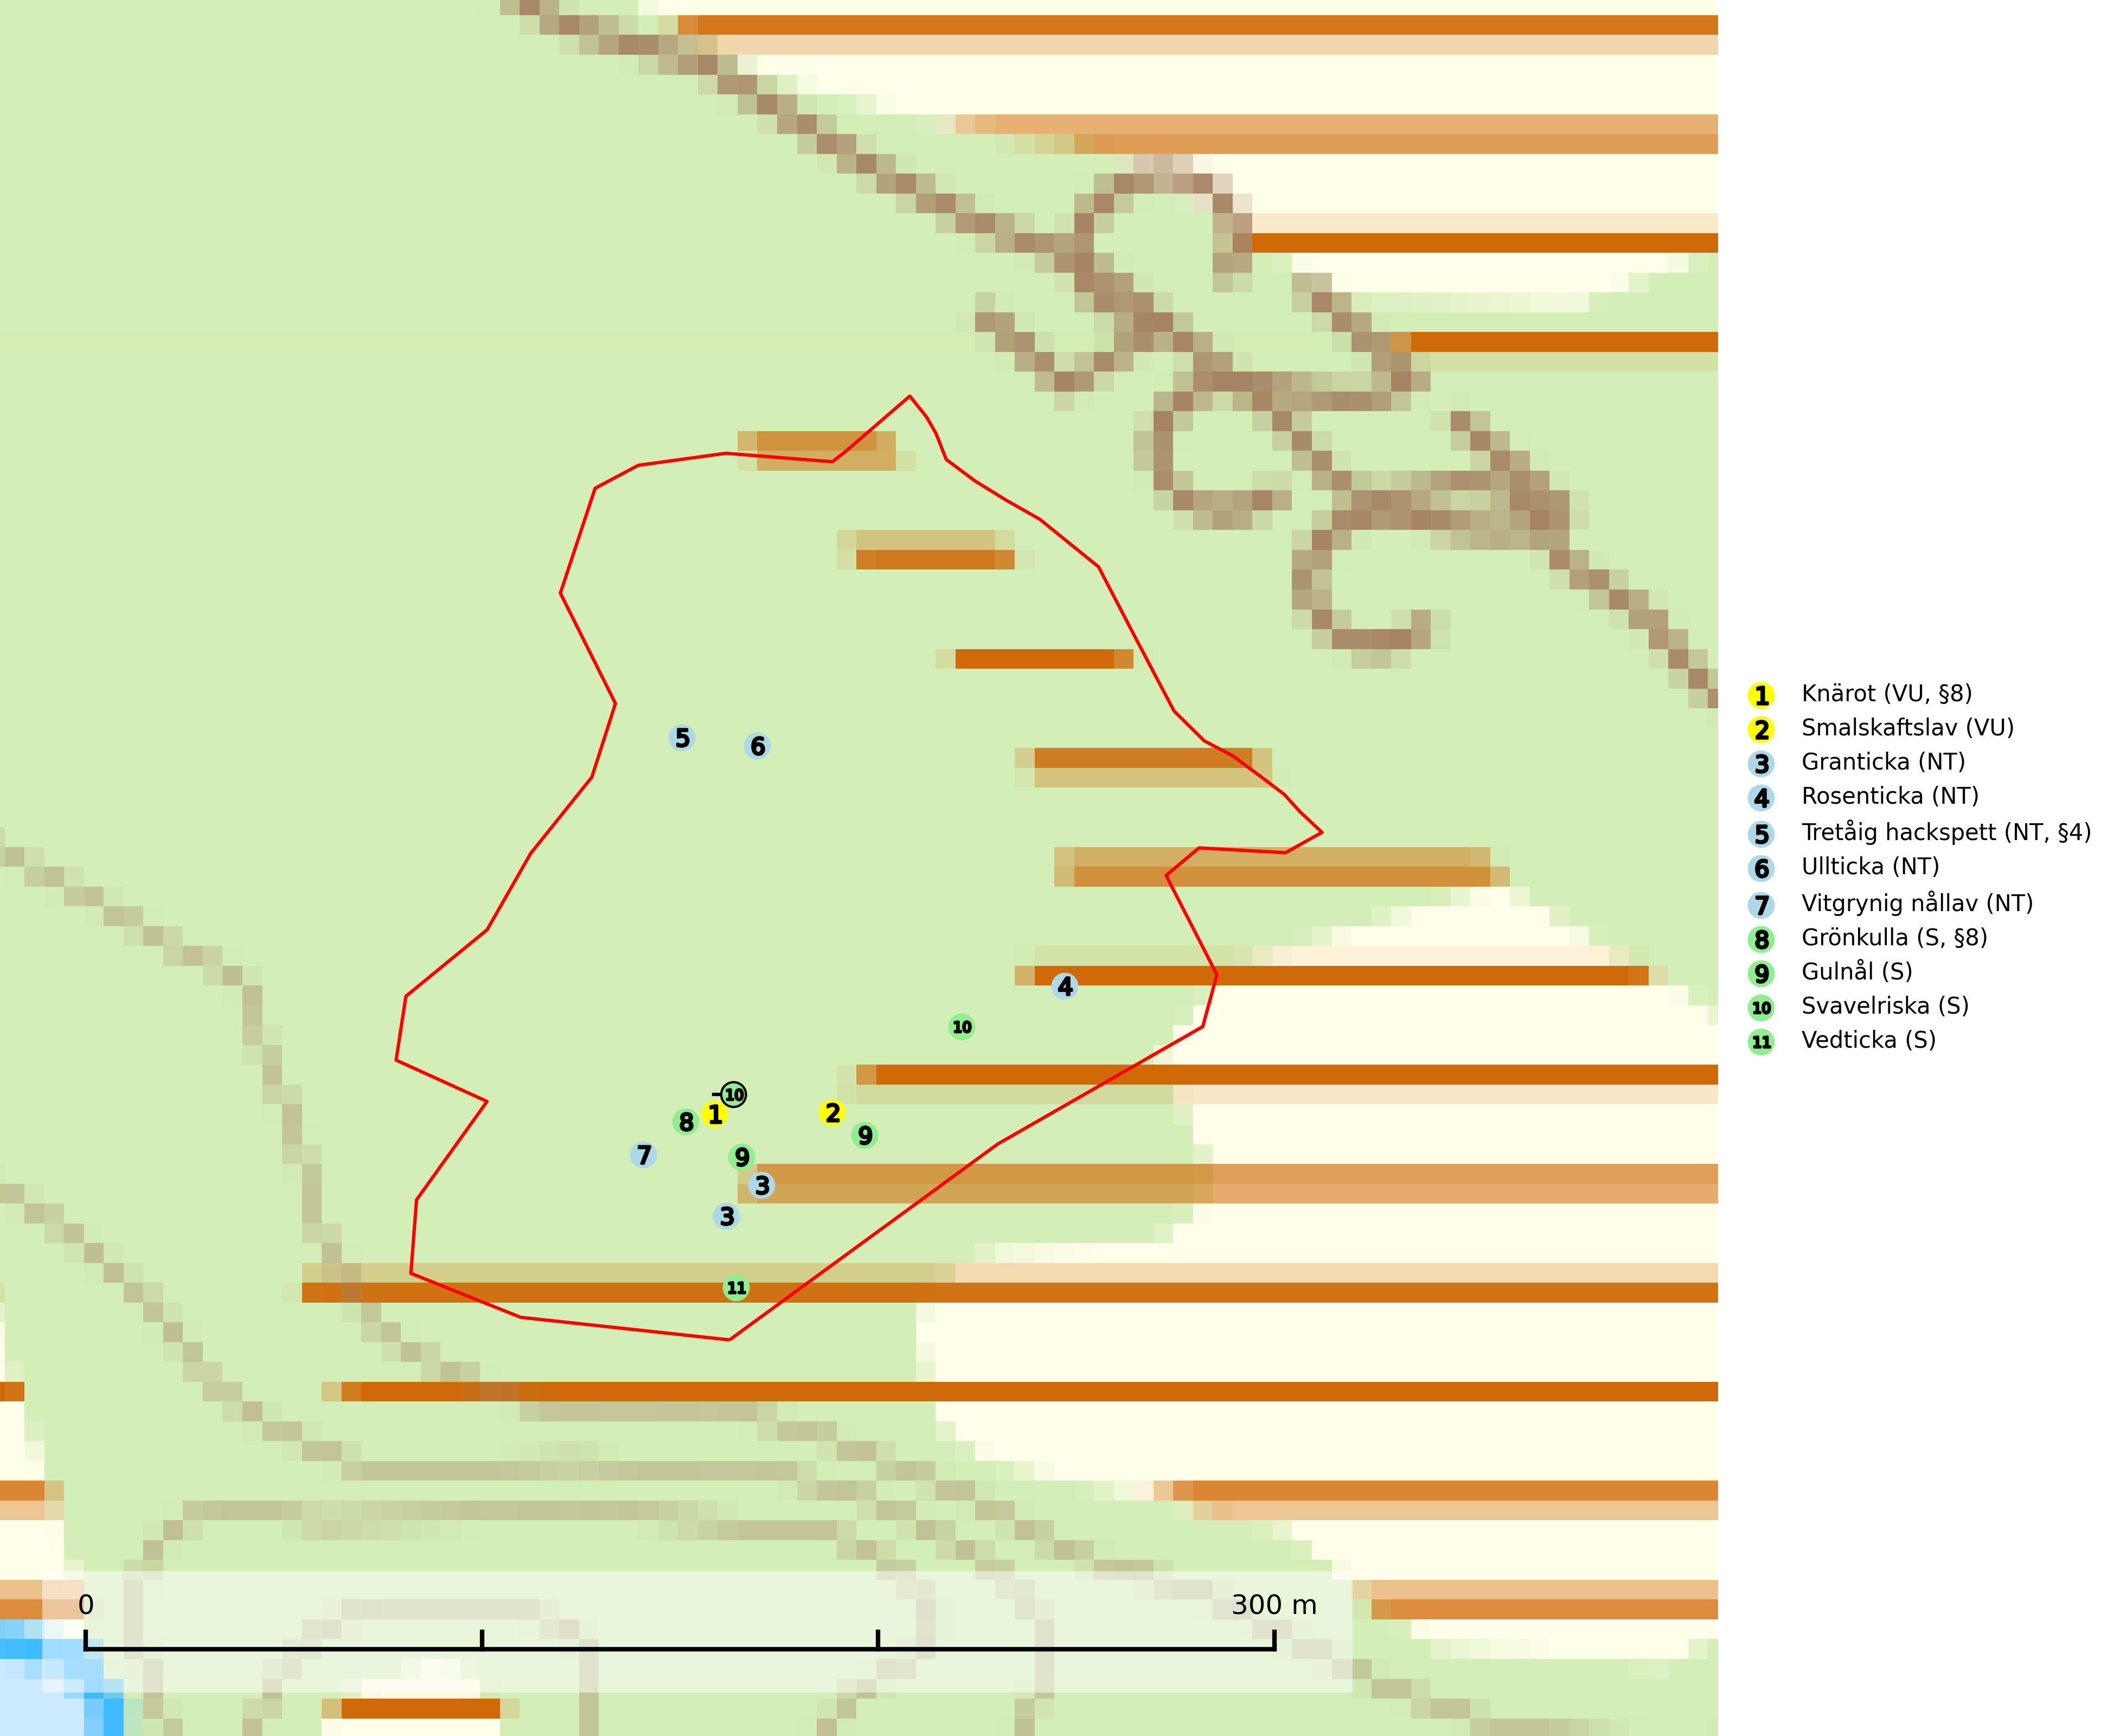 5 6
4
10
10
8 1 2
9
7 9
3
3
11
0 300 m
1 Knärot (VU, §8)
2 Smalskaftslav (VU)
3 Granticka (NT)
4 Rosenticka (NT)
5 Tretåig hackspett (NT, §4)
6 Ullticka (NT)
7 Vitgrynig nållav (NT)
8 Grönkulla (S, §8)
9 Gulnål (S)
10 Svavelriska (S)
11 Vedticka (S)